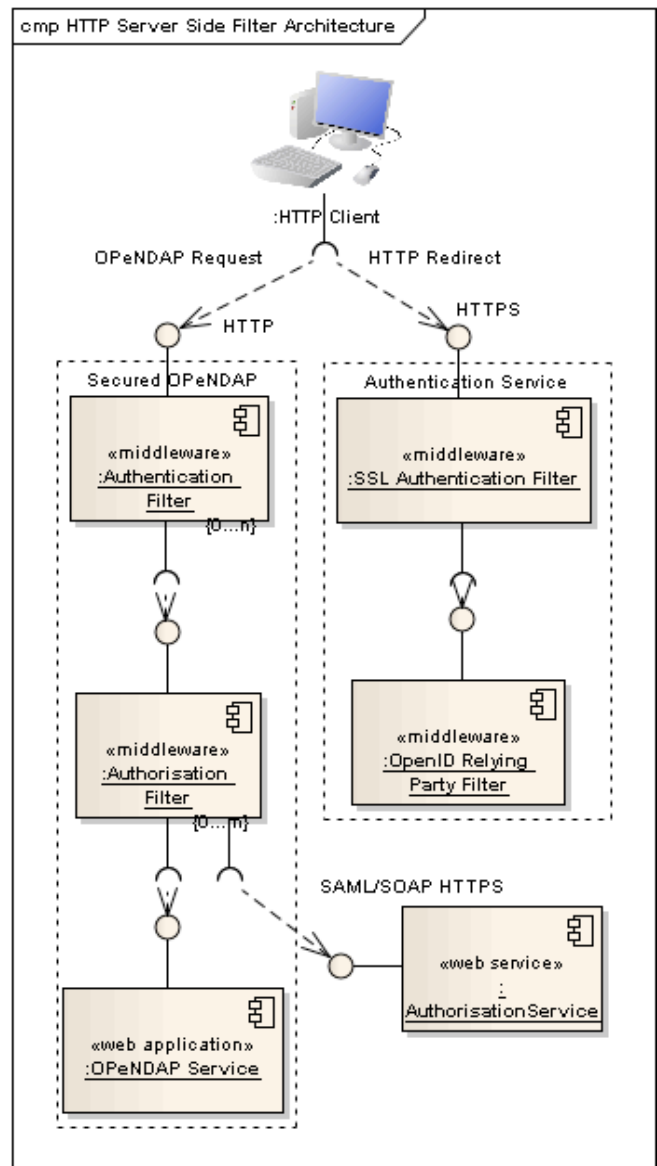 cmp HTTP Server Side Filter Architecture
:HTTP Client
OPeNDAP Request
HTTP Redirect
HTTP
HTTPS
Secured OPeNDAP
Authentication Service
«middleware»
:Authentication
Filter
{0...n}
«middleware»
:SSL Authentication Filter
«middleware»
:Authorisation
Filter
{0...m}
«middleware»
:OpenID Relying
Party Filter
SAML/SOAP HTTPS
«web service»
:
AuthorisationService
«web application»
:OPeNDAP Service